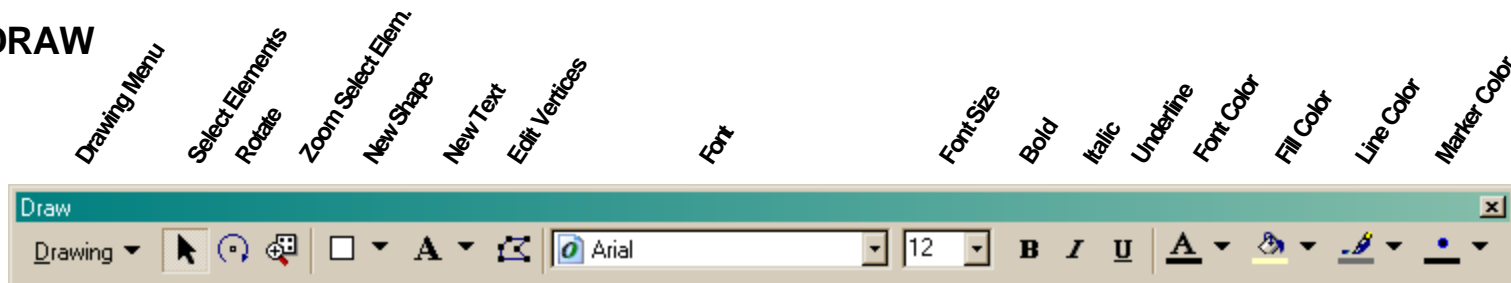 DRAW
Drawing Menu
Select Elements
Rotate
Zoom Select Elem.
New Shape
New Text
Edit Vertices
Font
Font Size
Bold
Italic
Underline
Font Color
Fill Color
Line Color
Marker Color
Draw
Drawing A O Arial 12 B I U A